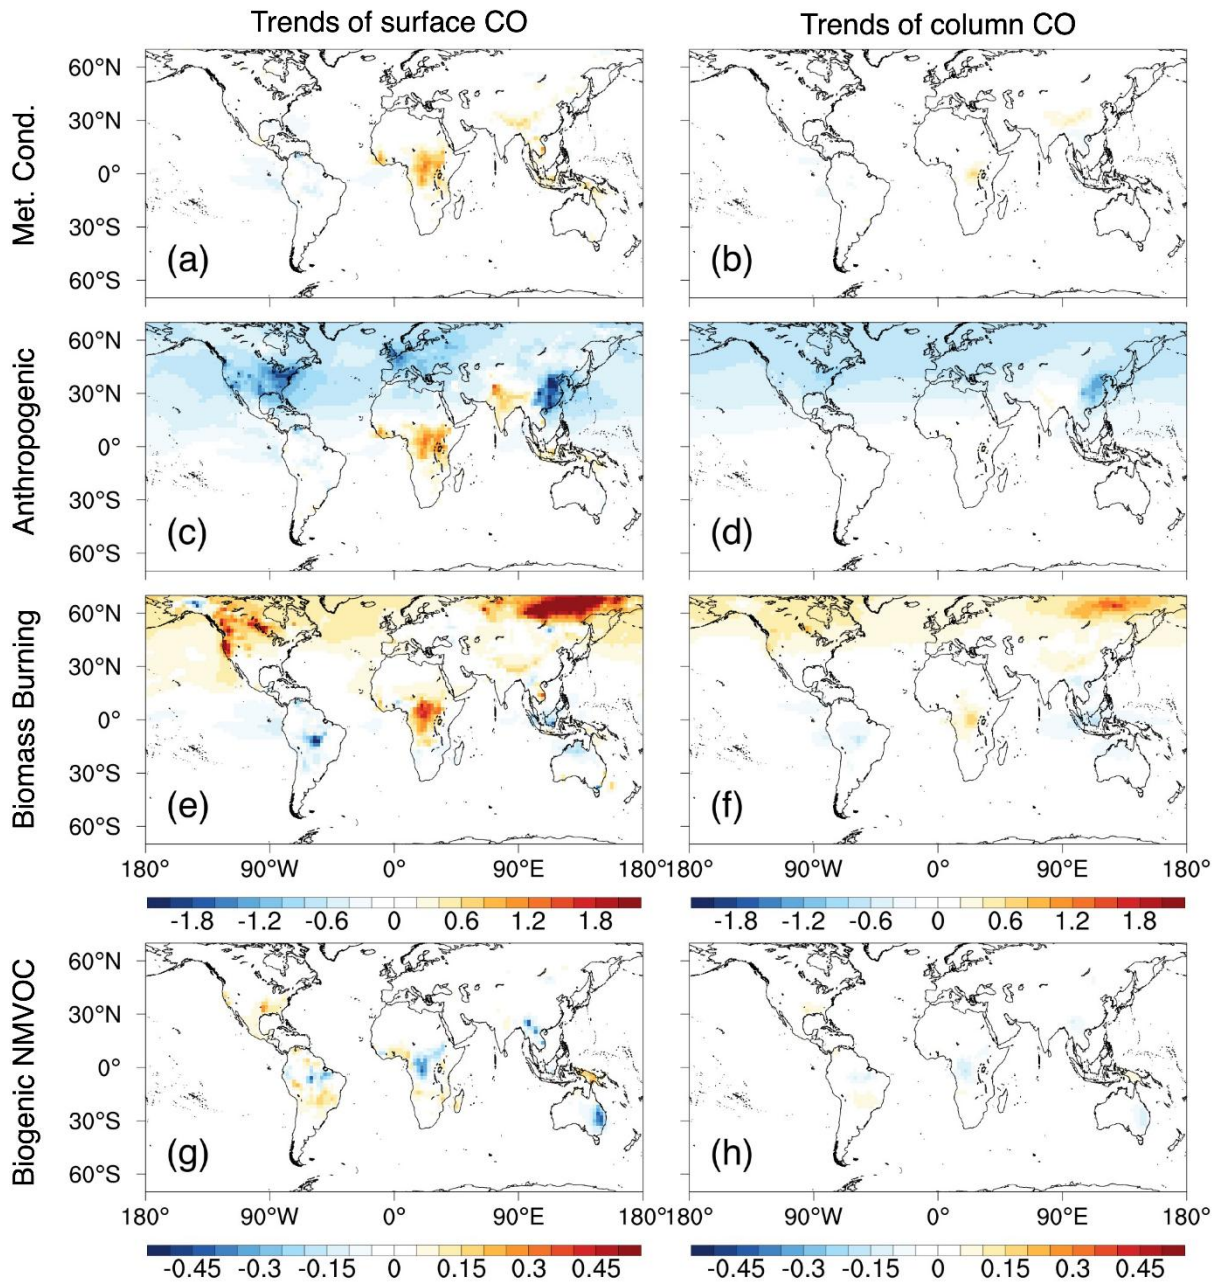 Trends of surface CO
Trends of column CO
Met. Cond.
60°N
30°N
0°
30°S
60°S
(a)
(b)
Anthropogenic
60°N
30°N
0°
30°S
60°S
(c)
(d)
Biomass Burning
60°N
30°N
0°
30°S
60°S
(e)
(f)
180° 90°W 0° 90°E 180°180° 90°W 0° 90°E 180°
-1.8 -1.2 -0.6 0 0.6 1.2 1.8
-1.8 -1.2 -0.6 0 0.6 1.2 1.8
Biogenic NMVOC
60°N
30°N
0°
30°S
60°S
(g)
(h)
180° 90°W 0° 90°E 180°180° 90°W 0° 90°E 180°
-0.45 -0.3 -0.15 0 0.15 0.3 0.45
-0.45 -0.3 -0.15 0 0.15 0.3 0.45